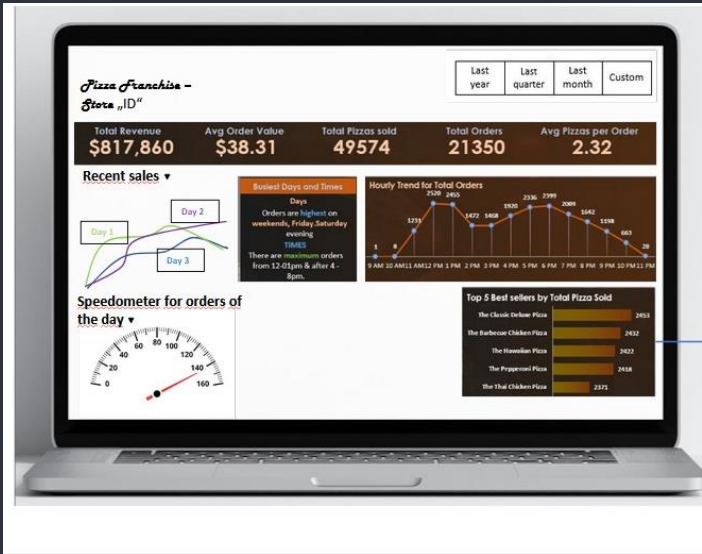 Pizza Franchise –
Store „ID“
Last year
Last quarter
Last month
Custom
Total Revenue
$817,860
Avg Order Value
$38.31
Total Pizzas sold
49574
Total Orders
21350
Avg Pizzas per Order
2.32
Recent sales ▾
Day 1
Day 2
Day 3
Busiest Days and Times
Days
Orders are highest on
weekends, Friday,Saturday
evening
TIMES
There are maximum orders
from 12-01pm & after 4 -
8pm.
Hourly Trend for Total Orders
1 8 1231 2520 2455 1472 1468 1920 2336 2399 2009 1642 1198 663 28
9 AM 10 AM 11 AM 12 PM 1 PM 2 PM 3 PM 4 PM 5 PM 6 PM 7 PM 8 PM 9 PM 10 PM 11 PM
Speedometer for orders of
the day ▾
0 20 40 60 80 100 120 140 160
Top 5 Best sellers by Total Pizza Sold
The Classic Deluxe Pizza 2453
The Barbecue Chicken Pizza 2432
The Hawaiian Pizza 2422
The Pepperoni Pizza 2418
The Thai Chicken Pizza 2371